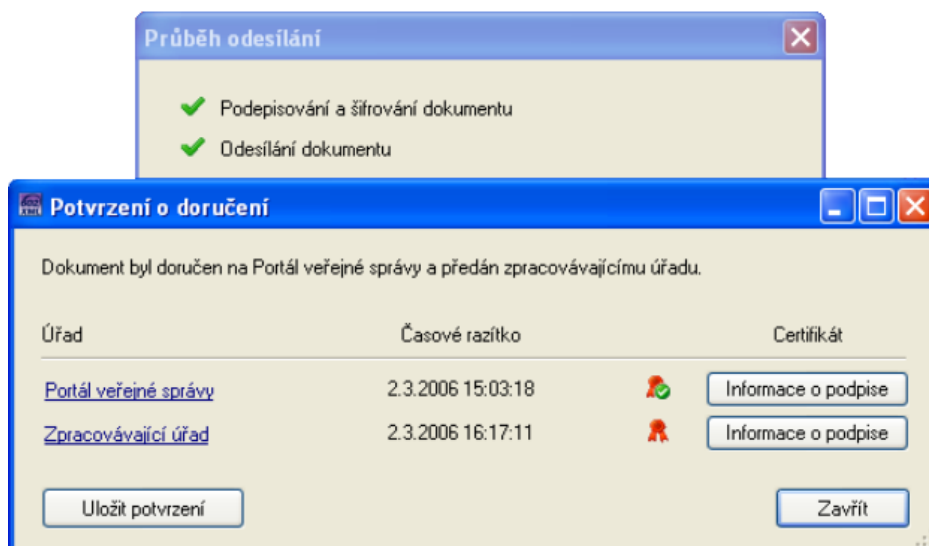 Průběh odesílání
Podepisování a šifrování dokumentu
Odesílání dokumentu
602 XML Potvrzení o doručení
Dokument byl doručen na Portál veřejné správy a předán zpracovávajícímu úřadu.
Úřad Časové razítko Certifikát
Portál veřejné správy 2.3.2006 15:03:18 Informace o podpise
Zpracovávající úřad 2.3.2006 16:17:11 Informace o podpise
Uložit potvrzení Zavřít